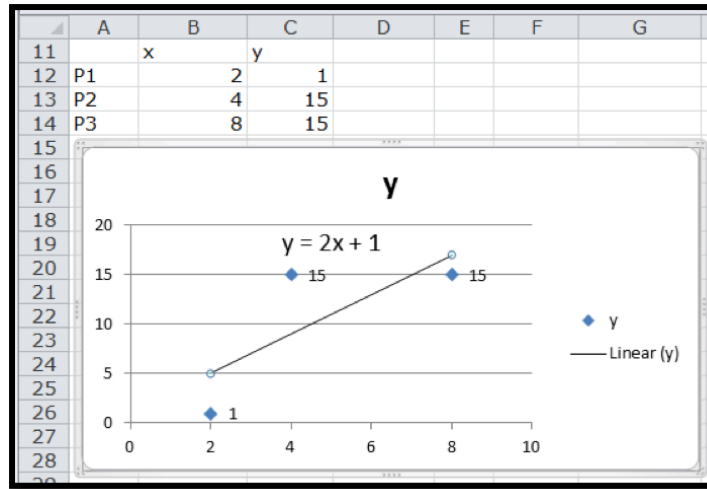 A B C D E F G
11 x y
12 P1 2 1
13 P2 4 15
14 P3 8 15
15
16
17
18
19
20
21
22
23
24
25
26
27
28
y
20
y = 2x + 1
15
15 15
10
y
Linear (y)
5
1
0
0 2 4 6 8 10